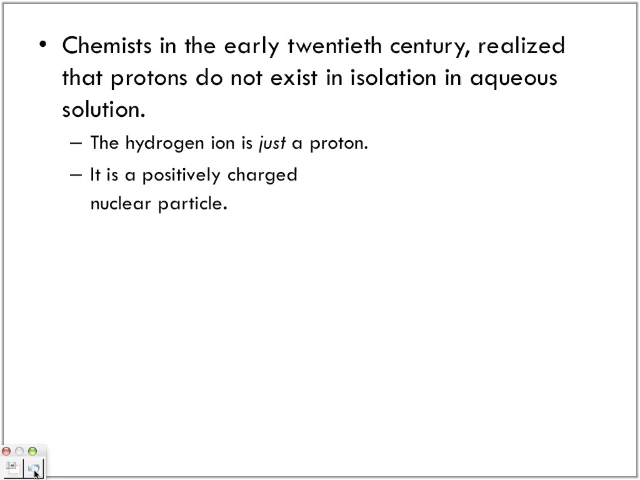 • Chemists in the early twentieth century, realized
that protons do not exist in isolation in aqueous
solution.
– The hydrogen ion is just a proton.
– It is a positively charged
nuclear particle.